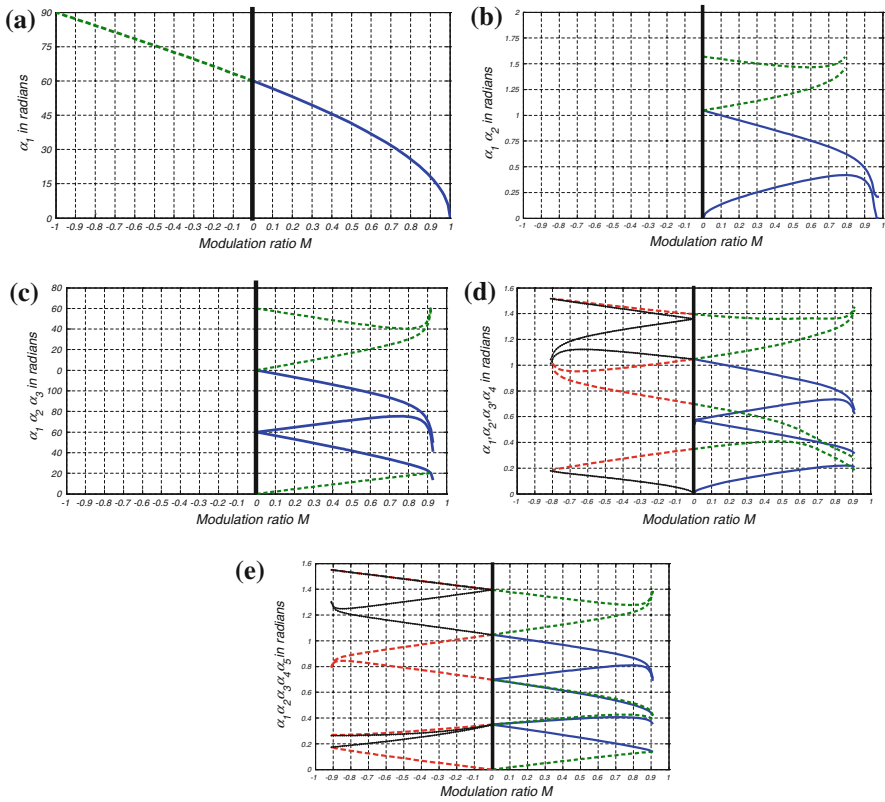 (a)
90
75
60
45
30
15
0
α1 in radians
-1 -0.9 -0.8 -0.7 -0.6 -0.5 -0.4 -0.3 -0.2 -0.1 0 0.1 0.2 0.3 0.4 0.5 0.6 0.7 0.8 0.9 1
Modulation ratio M
(b)
2
1.75
1.5
1.25
1
0.75
0.5
0.25
0
α1 α2 in radians
-1 -0.9 -0.8 -0.7 -0.6 -0.5 -0.4 -0.3 -0.2 -0.1 0 0.1 0.2 0.3 0.4 0.5 0.6 0.7 0.8 0.9 1
Modulation ratio M
(c)
80
60
40
20
0
100
80
60
40
20
0
α1 α2 α3 in radians
-1 -0.9 -0.8 -0.7 -0.6 -0.5 -0.4 -0.3 -0.2 -0.1 0 0.1 0.2 0.3 0.4 0.5 0.6 0.7 0.8 0.9 1
Modulation ratio M
(d)
1.6
1.4
1.2
1
0.8
0.6
0.4
0.2
0
α1,α2,α3,α4 in radians
-1 -0.9 -0.8 -0.7 -0.6 -0.5 -0.4 -0.3 -0.2 -0.1 0 0.1 0.2 0.3 0.4 0.5 0.6 0.7 0.8 0.9 1
Modulation ratio M
(e)
1.6
1.4
1.2
1
0.8
0.6
0.4
0.2
0
α1α2α3α4α5 in radians
-1 -0.9 -0.8 -0.7 -0.6 -0.5 -0.4 -0.3 -0.2 -0.1 0 0.1 0.2 0.3 0.4 0.5 0.6 0.7 0.8 0.9 1
Modulation ratio M